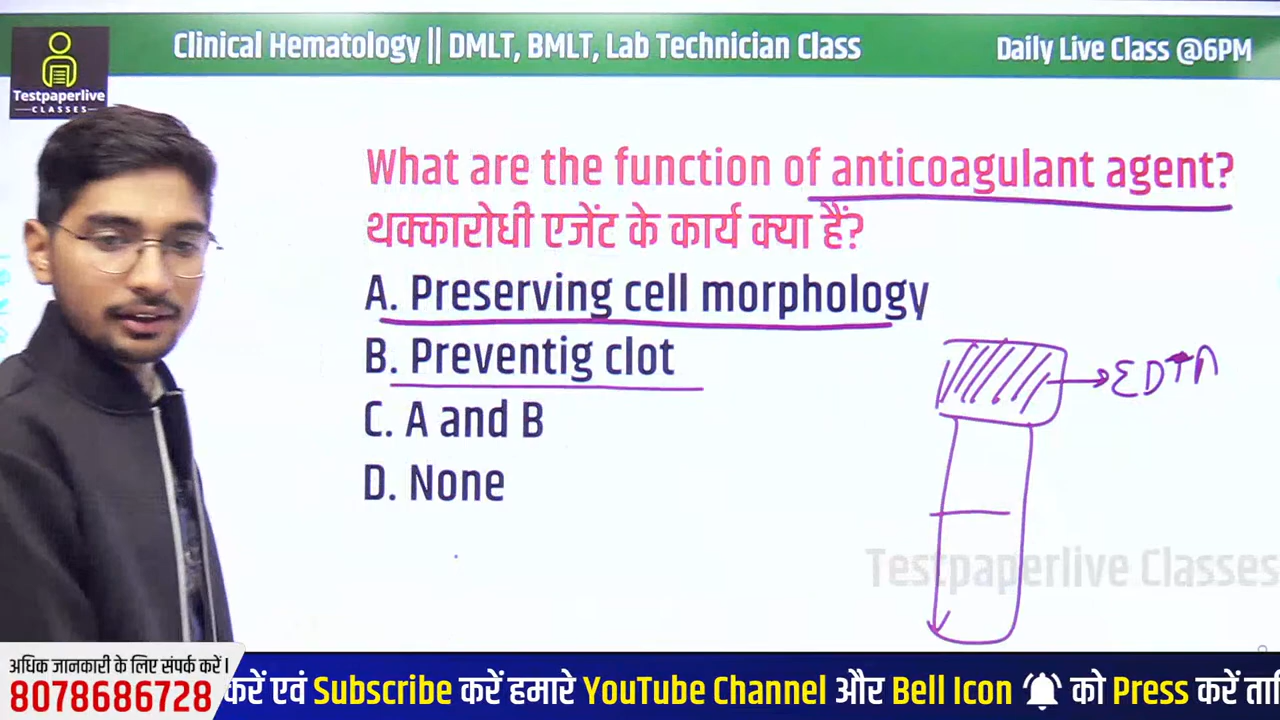 Testpaperlive
CLASSES
Clinical Hematology || DMLT, BMLT, Lab Technician Class
Daily Live Class @6PM
What are the function of anticoagulant agent?
थक्कारोधी एजेंट के कार्य क्या हैं?
A. Preserving cell morphology
B. Preventig clot
C. A and B
D. None
EDTA
Testpaperlive Classes
अधिक जानकारी के लिए संपर्क करें।
8078686728
करें एवं Subscribe करें हमारे YouTube Channel और Bell Icon को Press करें ताि